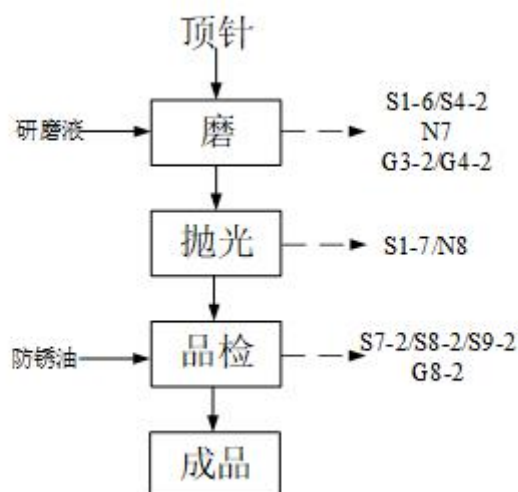 顶针
研磨液
磨
S1-6/S4-2
N7
G3-2/G4-2
抛光
S1-7/N8
防锈油
品检
S7-2/S8-2/S9-2
G8-2
成品